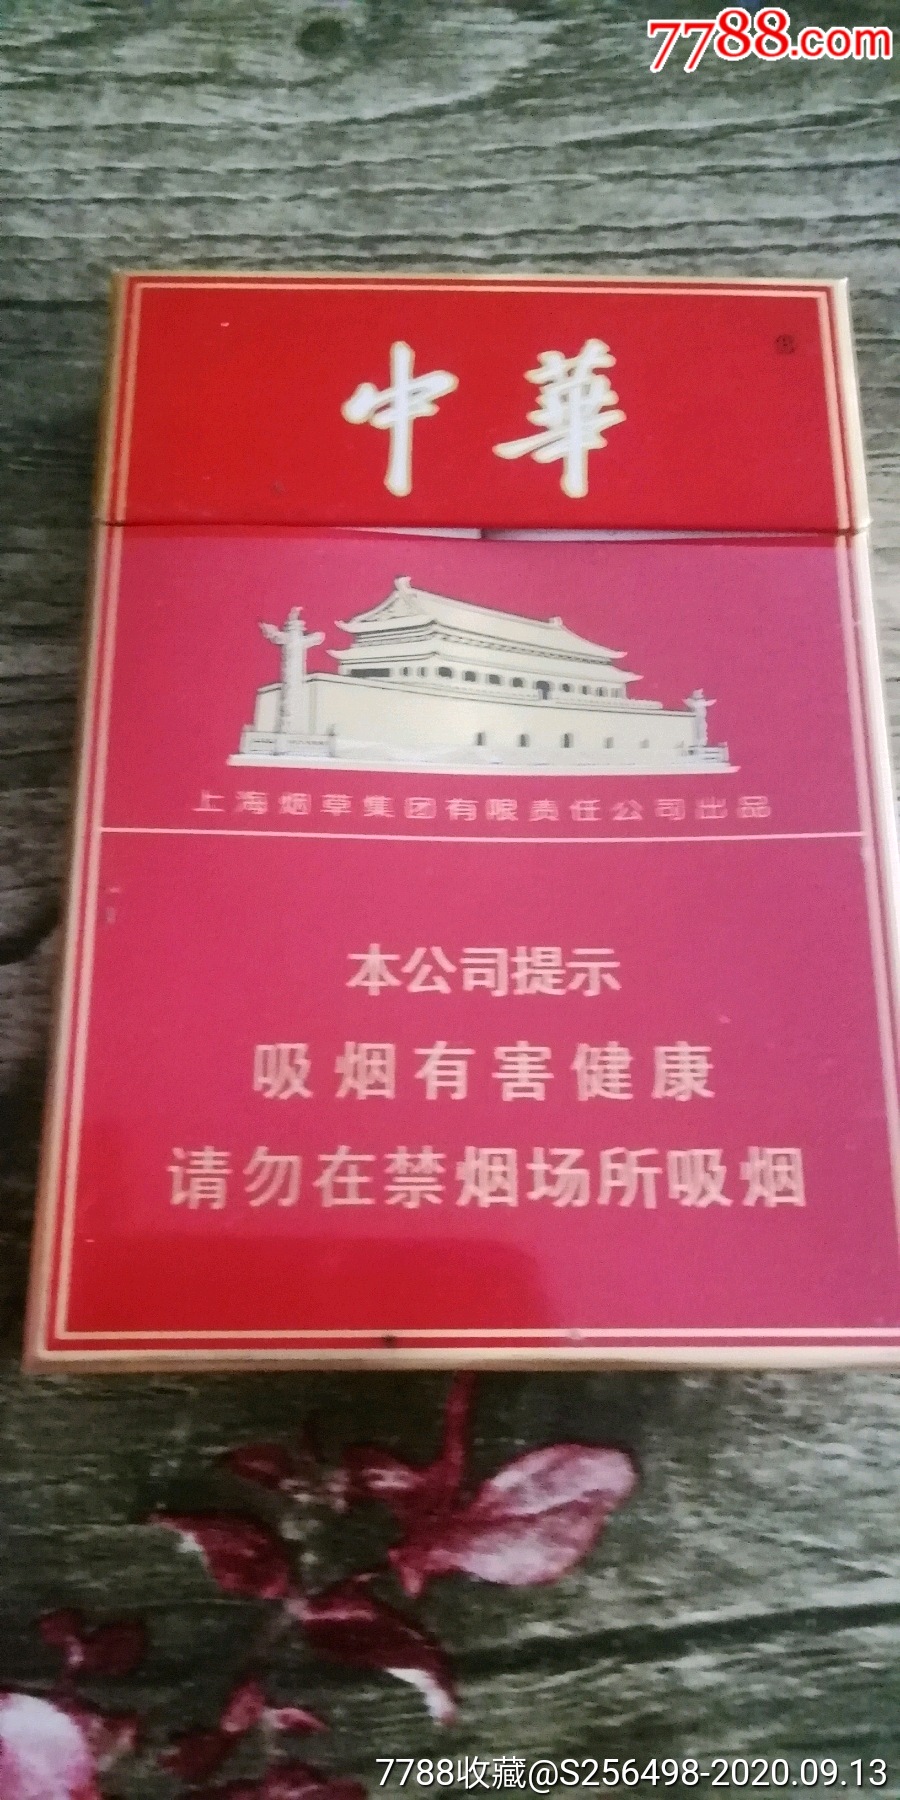 7788.com
中華
上海烟草集团有限责任公司出品
本公司提示
吸烟有害健康
请勿在禁烟场所吸烟
7788收藏@S256498-2020.09.13